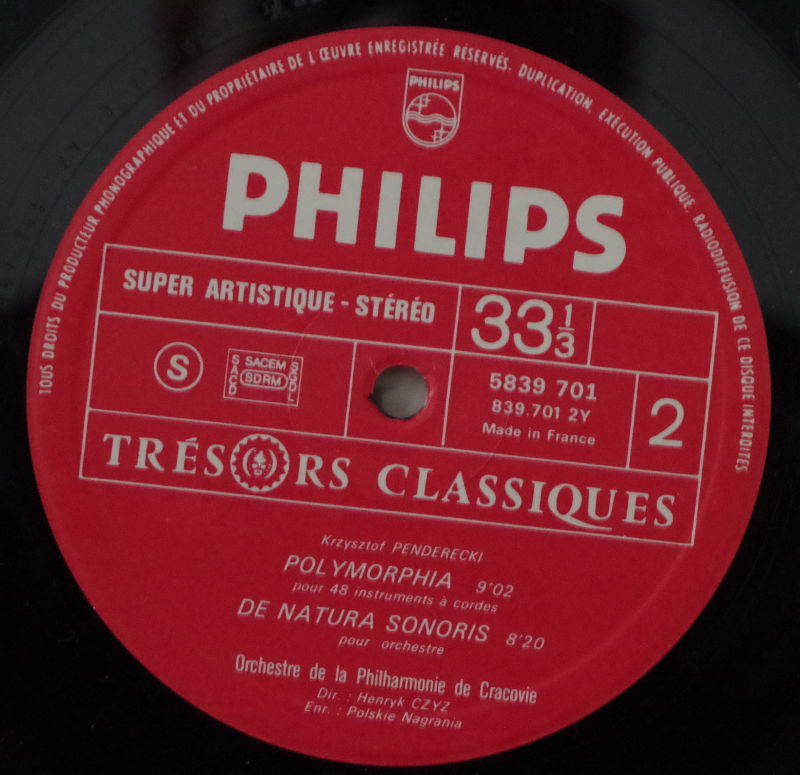 TOUS DROITS DU PRODUCTEUR PHONOGRAPHIQUE ET DU PROPRIÉTAIRE DE L'ŒUVRE ENREGISTRÉE RÉSERVÉS. DUPLICATION, EXÉCUTION PUBLIQUE, RADIODIFFUSION DE CE DISQUE INTERDITES
PHILIPS
PHILIPS
SUPER ARTISTIQUE - STÉRÉO
33 1/3
S
SACEM
SACD
SDRM
SGDL
5839 701
839.701 2Y
Made in France
2
TRÉSORS CLASSIQUES
Krzysztof PENDERECKI
POLYMORPHIA 9'02
pour 48 instruments à cordes
DE NATURA SONORIS 8'20
pour orchestre
Orchestre de la Philharmonie de Cracovie
Dir. : Henryk CZYZ
Enr. : Polskie Nagrania